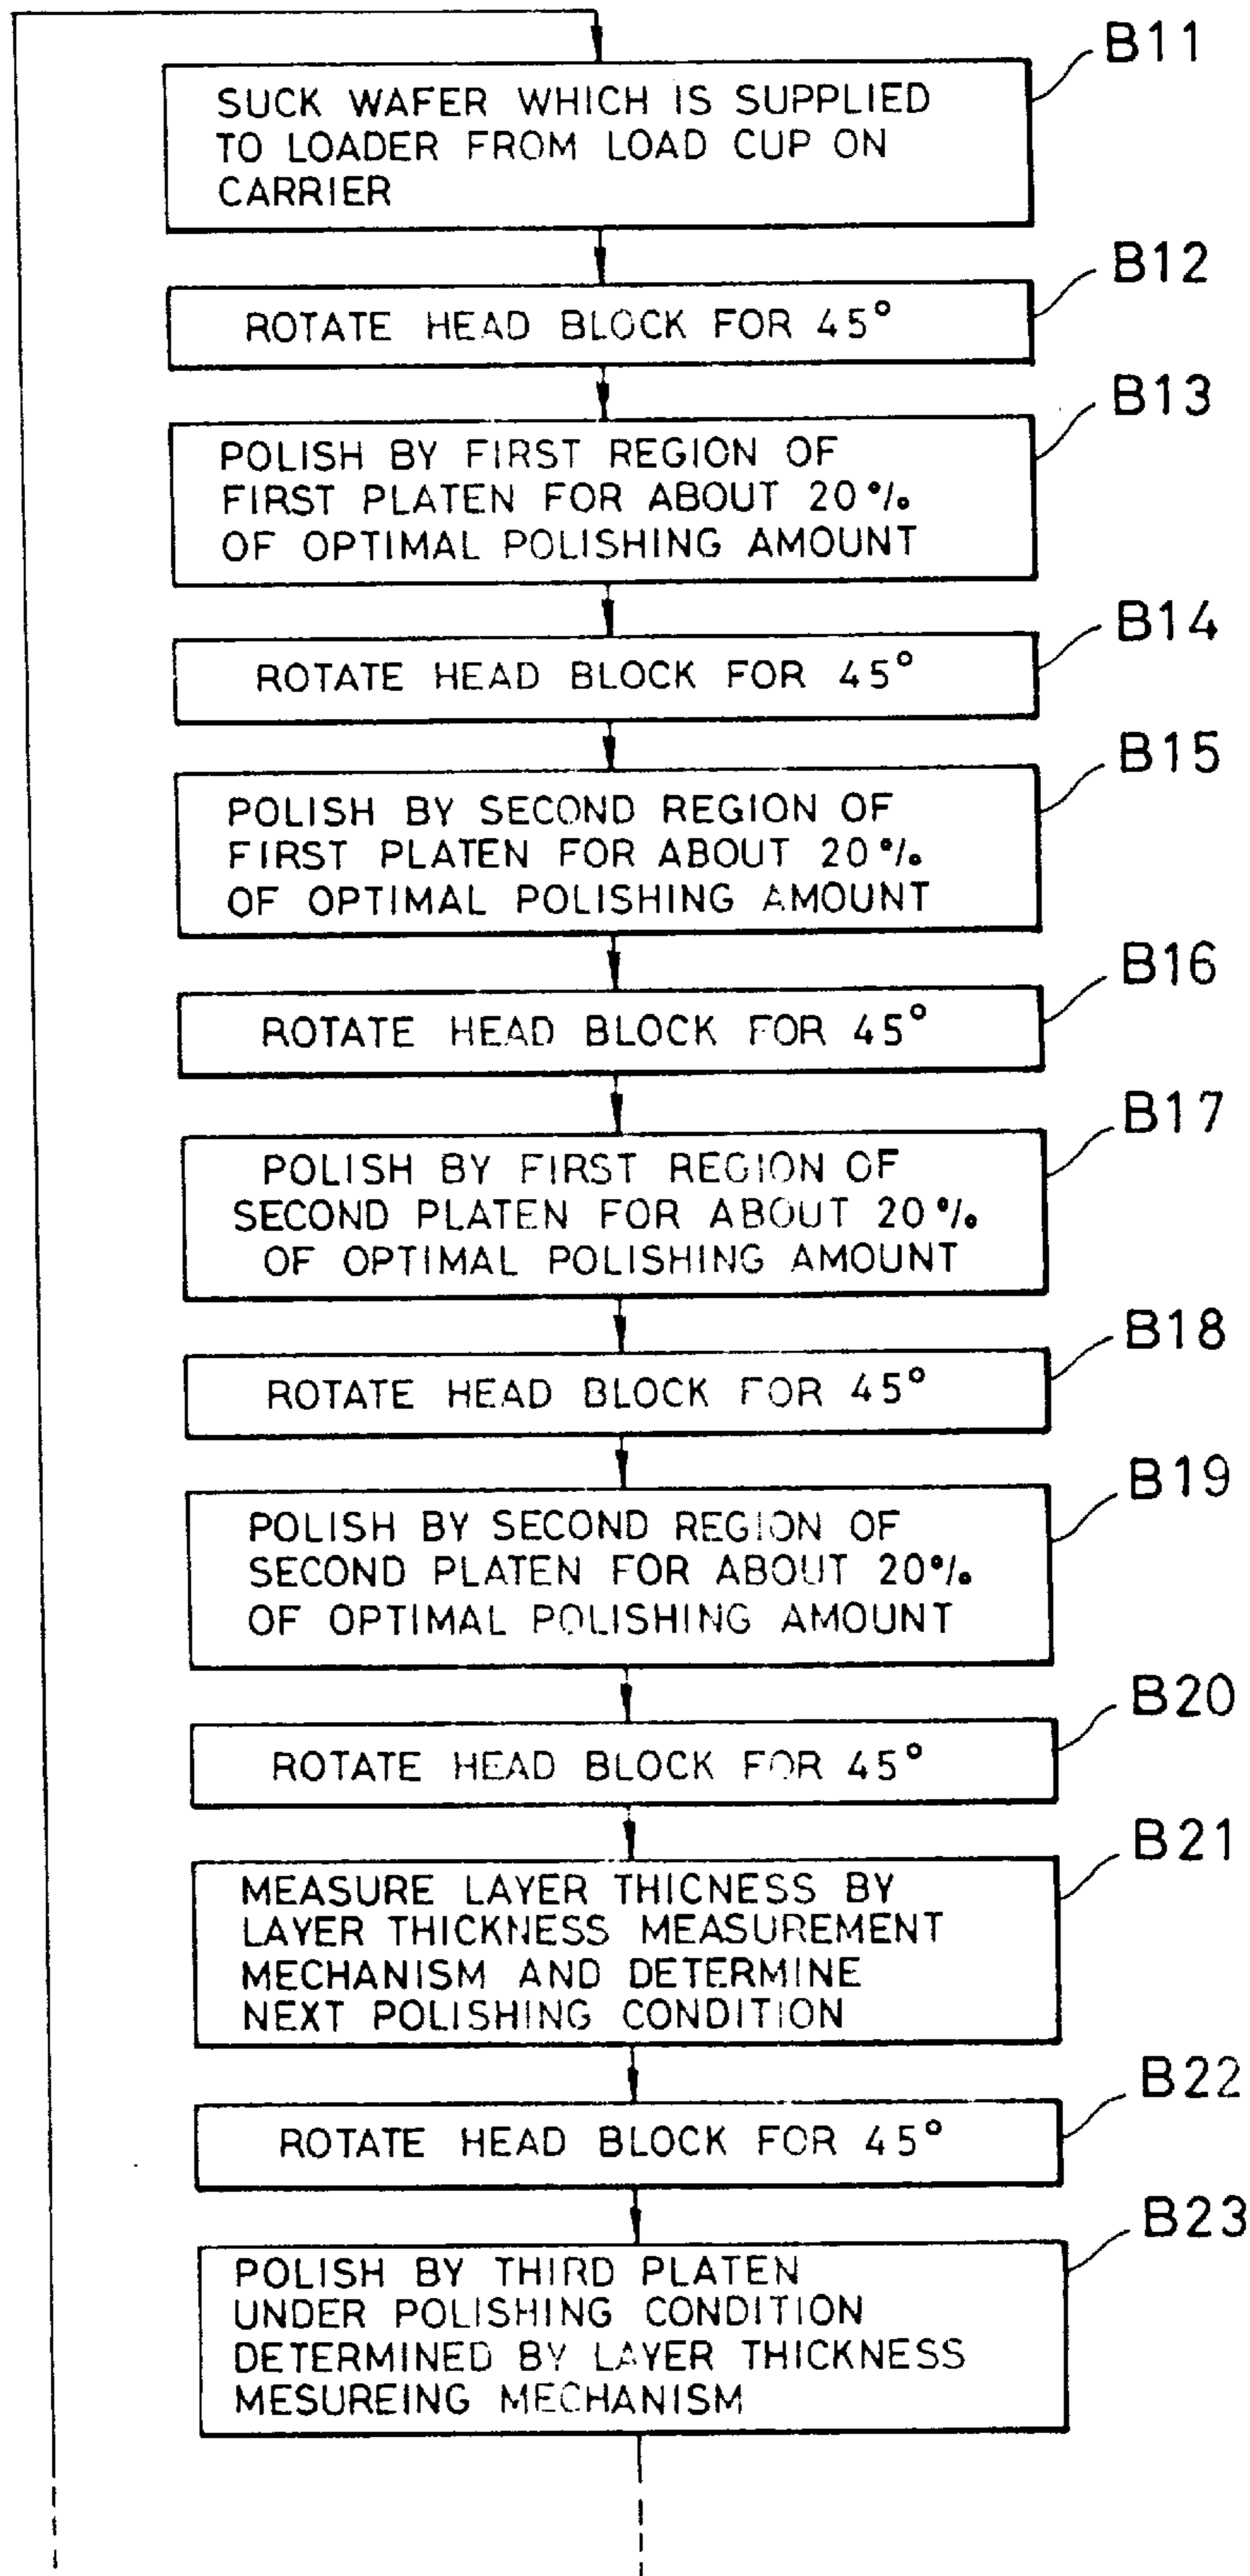 B11
SUCK WAFER WHICH IS SUPPLIED
TO LOADER FROM LOAD CUP ON
CARRIER
B12
ROTATE HEAD BLOCK FOR 45°
B13
POLISH BY FIRST REGION OF
FIRST PLATEN FOR ABOUT 20%
OF OPTIMAL POLISHING AMOUNT
B14
ROTATE HEAD BLOCK FOR 45°
B15
POLISH BY SECOND REGION OF
FIRST PLATEN FOR ABOUT 20%
OF OPTIMAL POLISHING AMOUNT
B16
ROTATE HEAD BLOCK FOR 45°
B17
POLISH BY FIRST REGION OF
SECOND PLATEN FOR ABOUT 20%
OF OPTIMAL POLISHING AMOUNT
B18
ROTATE HEAD BLOCK FOR 45°
B19
POLISH BY SECOND REGION OF
SECOND PLATEN FOR ABOUT 20%
OF OPTIMAL POLISHING AMOUNT
B20
ROTATE HEAD BLOCK FOR 45°
B21
MEASURE LAYER THICNESS BY
LAYER THICKNESS MEASUREMENT
MECHANISM AND DETERMINE
NEXT POLISHING CONDITION
B22
ROTATE HEAD BLOCK FOR 45°
B23
POLISH BY THIRD PLATEN
UNDER POLISHING CONDITION
DETERMINED BY LAYER THICKNESS
MESUREING MECHANISM